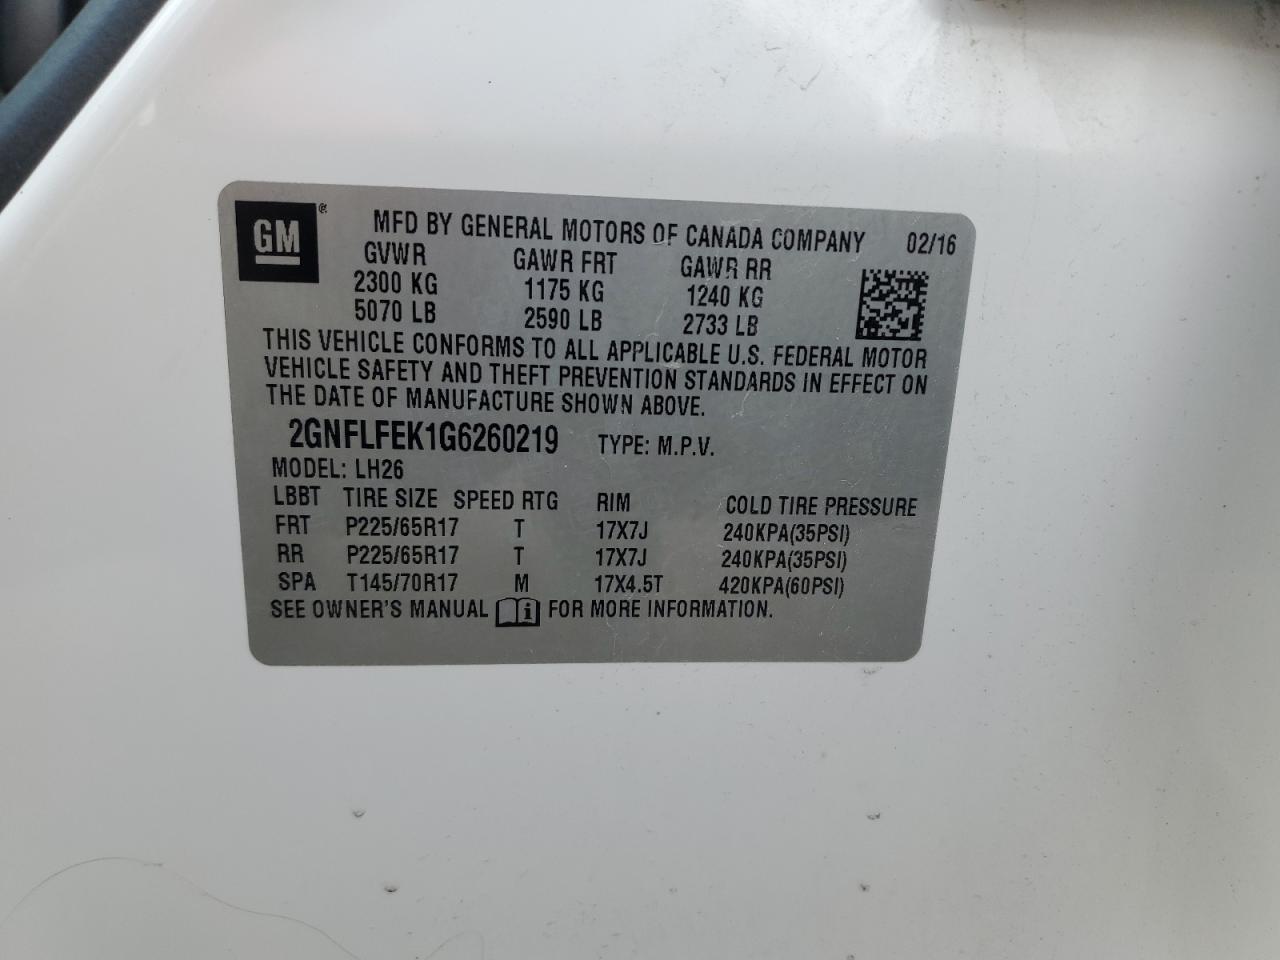 GM ® MFD BY GENERAL MOTORS OF CANADA COMPANY 02/16
GVWR GAWR FRT GAWR RR
2300 KG 1175 KG 1240 KG
5070 LB 2590 LB 2733 LB
THIS VEHICLE CONFORMS TO ALL APPLICABLE U.S. FEDERAL MOTOR
VEHICLE SAFETY AND THEFT PREVENTION STANDARDS IN EFFECT ON
THE DATE OF MANUFACTURE SHOWN ABOVE.
2GNFLFEK1G6260219 TYPE: M.P.V.
MODEL: LH26
LBBT TIRE SIZE SPEED RTG RIM COLD TIRE PRESSURE
FRT P225/65R17 T 17X7J 240KPA(35PSI)
RR P225/65R17 T 17X7J 240KPA(35PSI)
SPA T145/70R17 M 17X4.5T 420KPA(60PSI)
SEE OWNER'S MANUAL i FOR MORE INFORMATION.